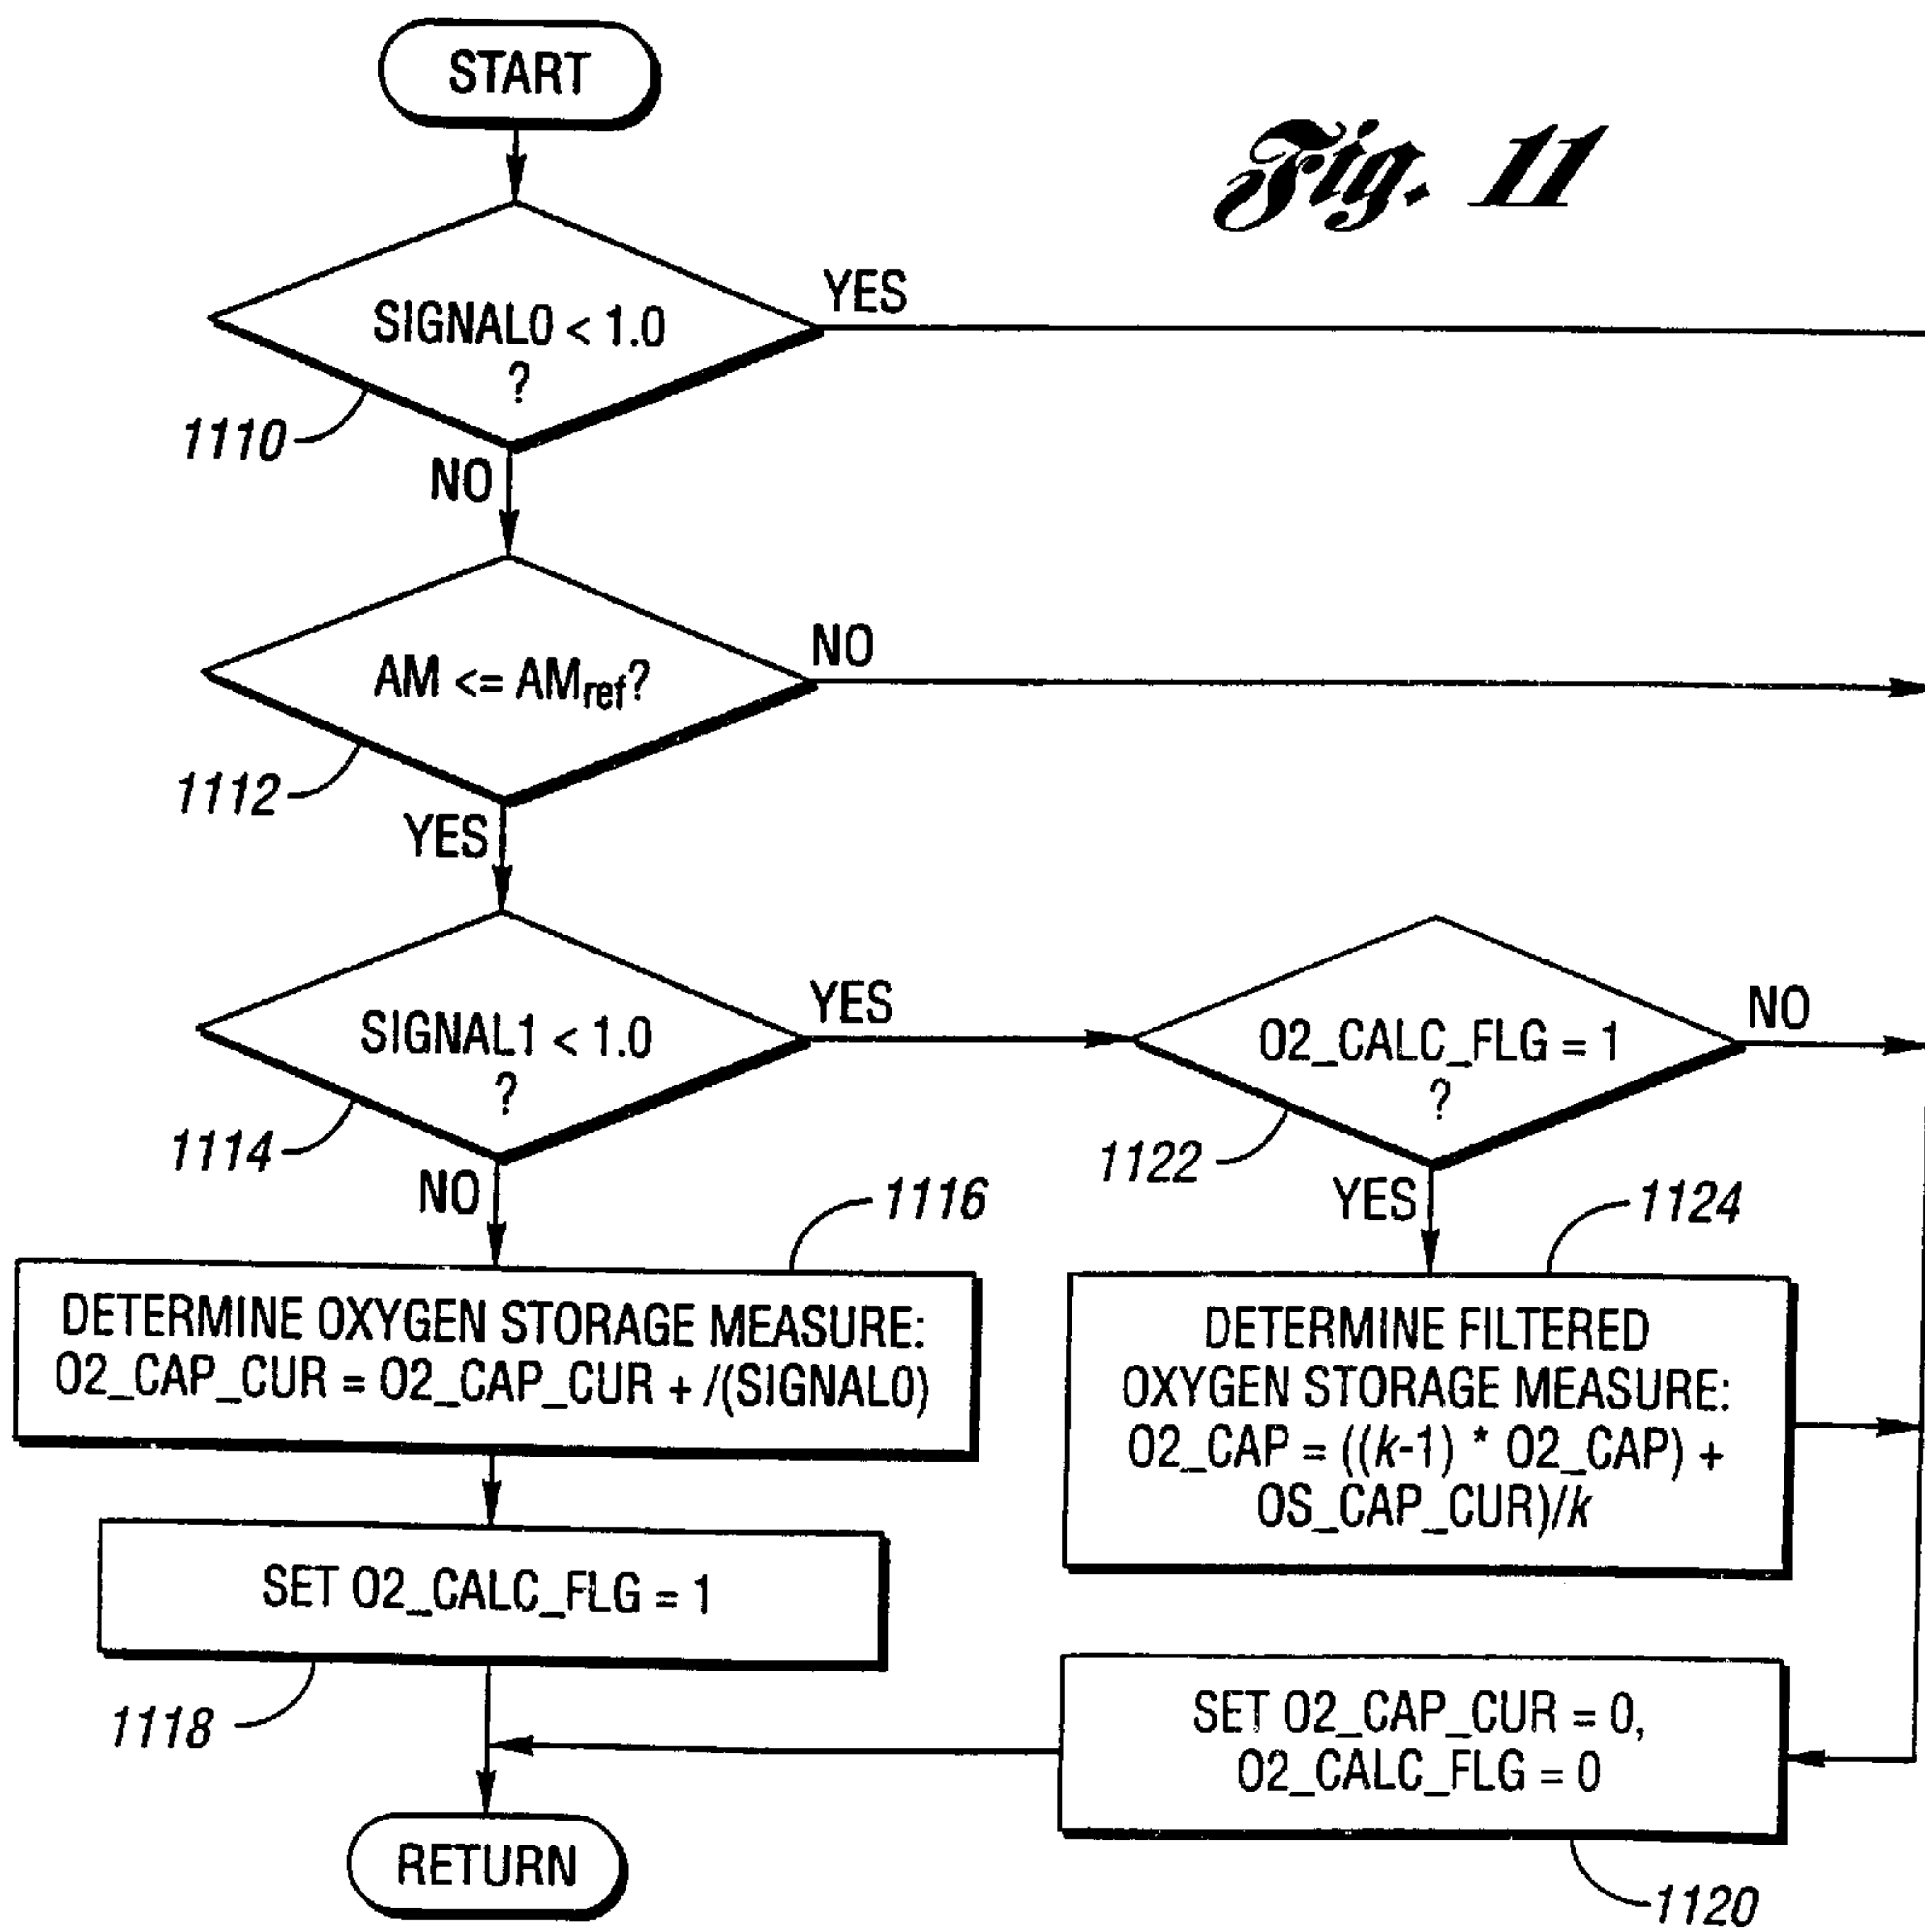 START
Fig. 11
YES
SIGNAL0 < 1.0
?
1110
NO
AM <= AMref?
NO
1112
YES
SIGNAL1 < 1.0
?
YES
1114
NO
O2_CALC_FLG = 1
?
NO
1122
YES
1116
1124
DETERMINE OXYGEN STORAGE MEASURE:
O2_CAP_CUR = O2_CAP_CUR + /(SIGNAL0)
DETERMINE FILTERED
OXYGEN STORAGE MEASURE:
O2_CAP = ((k-1) * O2_CAP) +
OS_CAP_CUR)/k
SET O2_CALC_FLG = 1
1118
SET O2_CAP_CUR = 0,
O2_CALC_FLG = 0
1120
RETURN